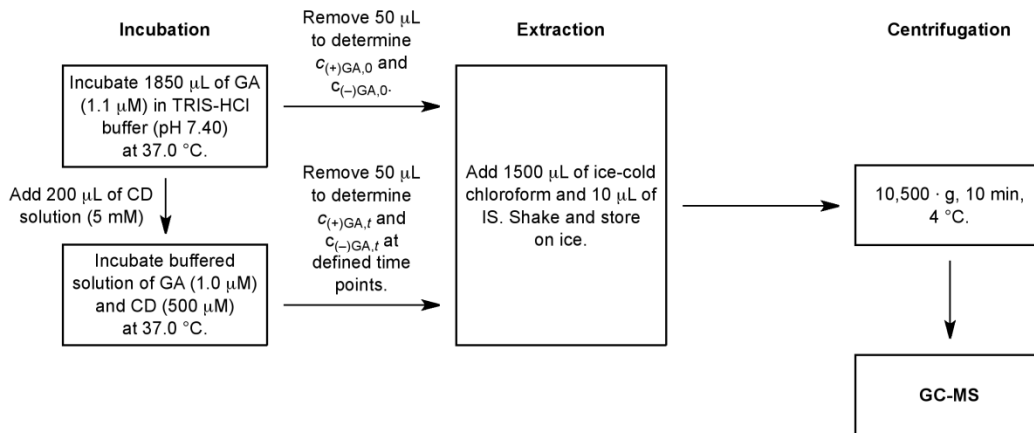 Incubation
Incubate 1850 μL of GA
(1.1 μM) in TRIS-HCl
buffer (pH 7.40)
at 37.0 °C.
Add 200 μL of CD
solution (5 mM)
Incubate buffered
solution of GA (1.0 μM)
and CD (500 μM)
at 37.0 °C.
Remove 50 μL
to determine
c(+)GA,0 and
c(–)GA,0.
Remove 50 μL
to determine
c(+)GA,t and
c(–)GA,t at
defined time
points.
Extraction
Add 1500 μL of ice-cold
chloroform and 10 μL of
IS. Shake and store
on ice.
Centrifugation
10,500 · g, 10 min,
4 °C.
GC-MS